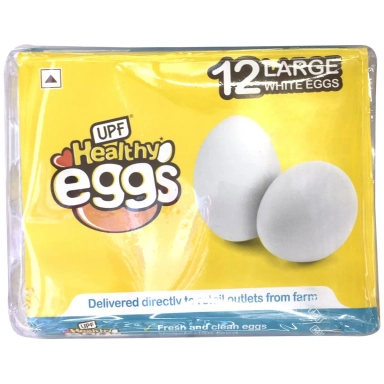 12 LARGE
WHITE EGGS
UPF
Healthy
eggs
Delivered directly to retail outlets from farm
UPF
Healthy
Fresh and clean eggs